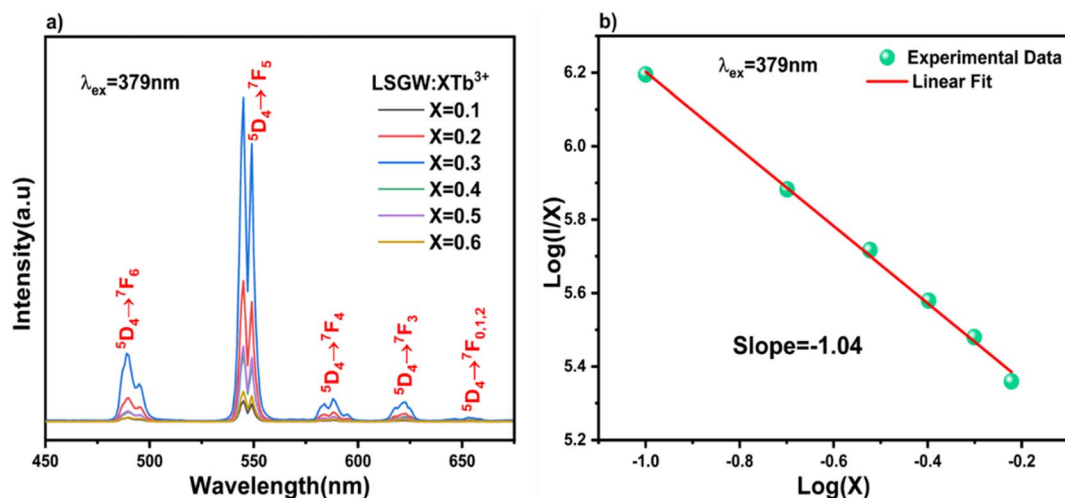 a)
λex=379nm
LSGW:XTb³⁺
X=0.1
X=0.2
X=0.3
X=0.4
X=0.5
X=0.6
⁵D₄→⁷F₆
⁵D₄→⁷F₅
⁵D₄→⁷F₄
⁵D₄→⁷F₃
⁵D₄→⁷F₀,₁,₂
Intensity(a.u)
450 500 550 600 650
Wavelength(nm)
b)
λex=379nm
Experimental Data
Linear Fit
Slope=-1.04
Log(I/X)
6.2
6.0
5.8
5.6
5.4
5.2
-1.0 -0.8 -0.6 -0.4 -0.2
Log(X)